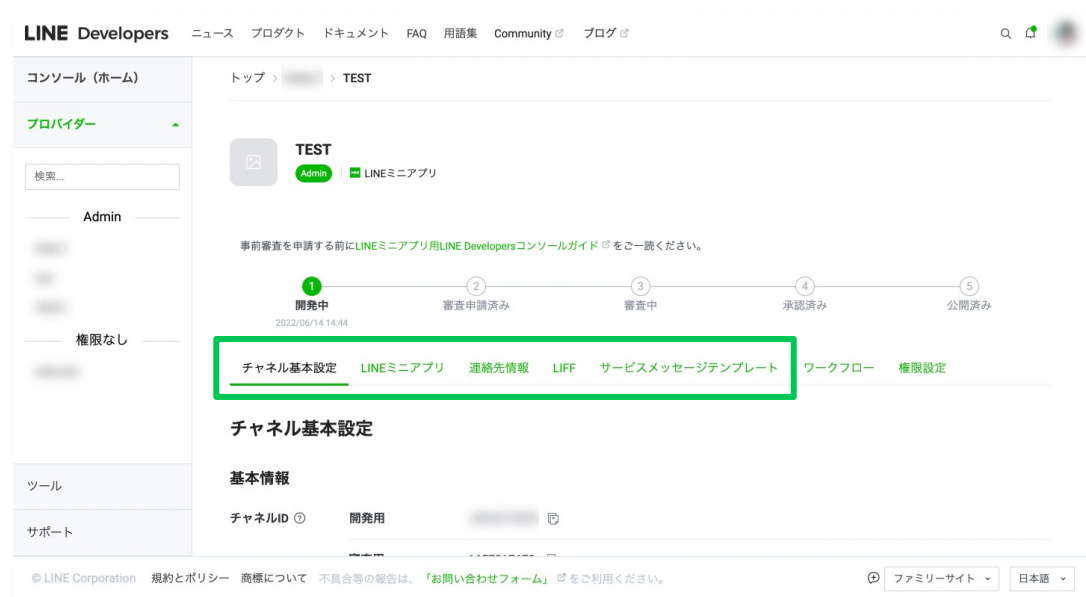 LINE Developers ニュース プロダクト ドキュメント FAQ 用語集 Community ブログ
コンソール（ホーム）
プロバイダー
検索...
Admin
権限なし
ツール
サポート
トップ > > TEST
TEST
Admin LINEミニアプリ
事前審査を申請する前にLINEミニアプリ用LINE Developersコンソールガイド をご一読ください。
1 2 3 4 5
開発中 審査申請済み 審査中 承認済み 公開済み
2022/06/14 14:44
チャネル基本設定 LINEミニアプリ 連絡先情報 LIFF サービスメッセージテンプレート ワークフロー 権限設定
チャネル基本設定
基本情報
チャネルID 開発用
© LINE Corporation 規約とポリシー 商標について 不具合等の報告は、「お問い合わせフォーム」 をご利用ください。 ファミリーサイト 日本語